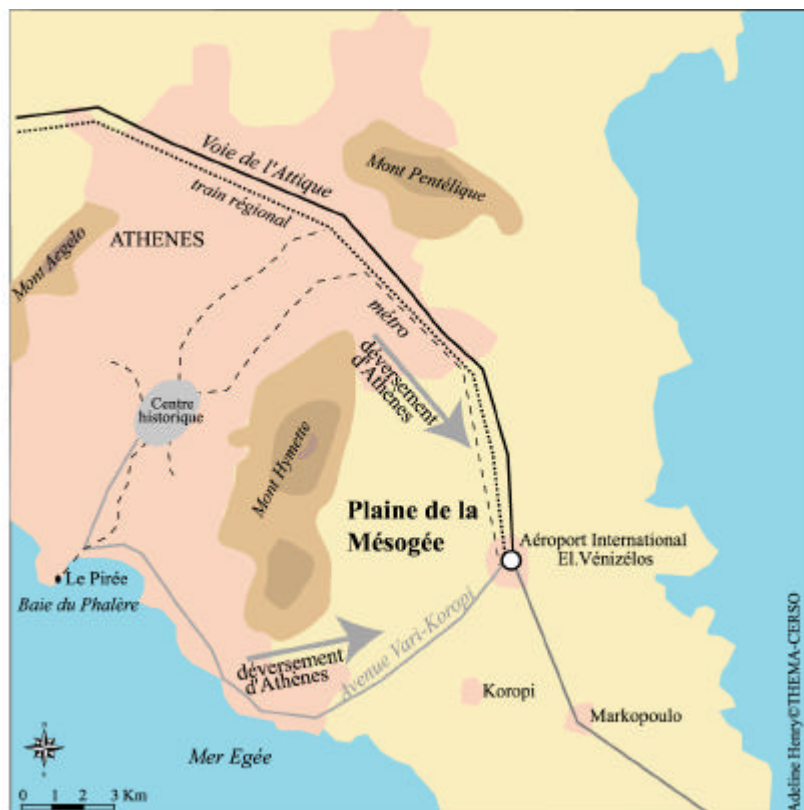 Voie de l'Attique
train régional
Mont Pentélique
ATHENES
Mont Aegelo
métro
déversement
d'Athènes
Centre
historique
Mont Hymette
Plaine de la
Mésogée
Aéroport International
El.Vénizélos
Le Pirée
Baie du Phalère
déversement
d'Athènes
Avenue Vari-Koropi
Koropi
Markopoulo
Mer Egée
0 1 2 3 Km
deline Henry©THEMA-CERSO